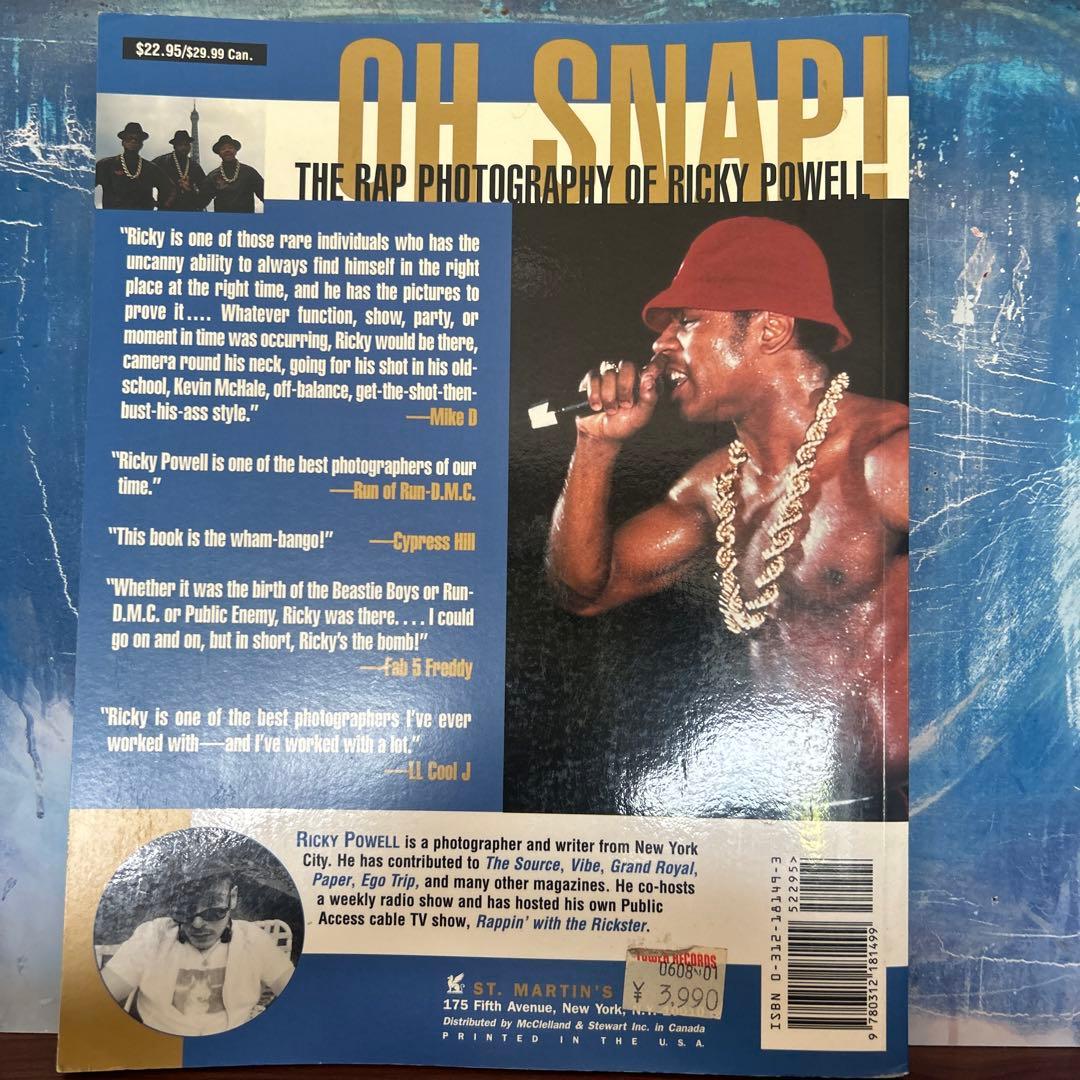 $22.95/$29.99 Can.
OH SNAP!
THE RAP PHOTOGRAPHY OF RICKY POWELL
“Ricky is one of those rare individuals who has the
uncanny ability to always find himself in the right
place at the right time, and he has the pictures to
prove it.... Whatever function, show, party, or
moment in time was occurring, Ricky would be there,
camera round his neck, going for his shot in his old-
school, Kevin McHale, off-balance, get-the-shot-then-
bust-his-ass style.”
—Mike D
“Ricky Powell is one of the best photographers of our
time.”
—Run of Run-D.M.C.
“This book is the wham-bango!” —Cypress Hill
“Whether it was the birth of the Beastie Boys or Run-
D.M.C. or Public Enemy, Ricky was there.... I could
go on and on, but in short, Ricky’s the bomb!”
—Fab 5 Freddy
“Ricky is one of the best photographers I’ve ever
worked with—and I’ve worked with a lot.”
—LL Cool J
RICKY POWELL is a photographer and writer from New York
City. He has contributed to The Source, Vibe, Grand Royal,
Paper, Ego Trip, and many other magazines. He co-hosts
a weekly radio show and has hosted his own Public
Access cable TV show, Rappin’ with the Rickster.
TOWER RECORDS
0608-01
¥ 3,990
ST. MARTIN'S
175 Fifth Avenue, New York,
Distributed by McClelland & Stewart Inc. in Canada
PRINTED IN THE U.S.A.
ISBN 0-312-18149-3
52295>
9 780312 181499